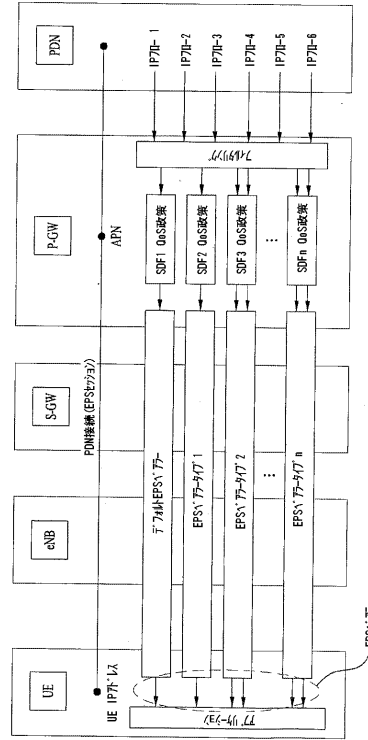 UE
eNB
S-GW
P-GW
PDN
PDN接続(EPSセッション)
UE IPアドレス
APN
アプリケーション
デフォルトEPSベアラー
EPSベアラータイプ1
EPSベアラータイプ2
⋯
EPSベアラータイプn
SDF1 QoS政策
SDF2 QoS政策
SDF3 QoS政策
⋯
SDFn QoS政策
フィルタリング
IPフロー1
IPフロー2
IPフロー3
IPフロー4
IPフロー5
IPフロー6